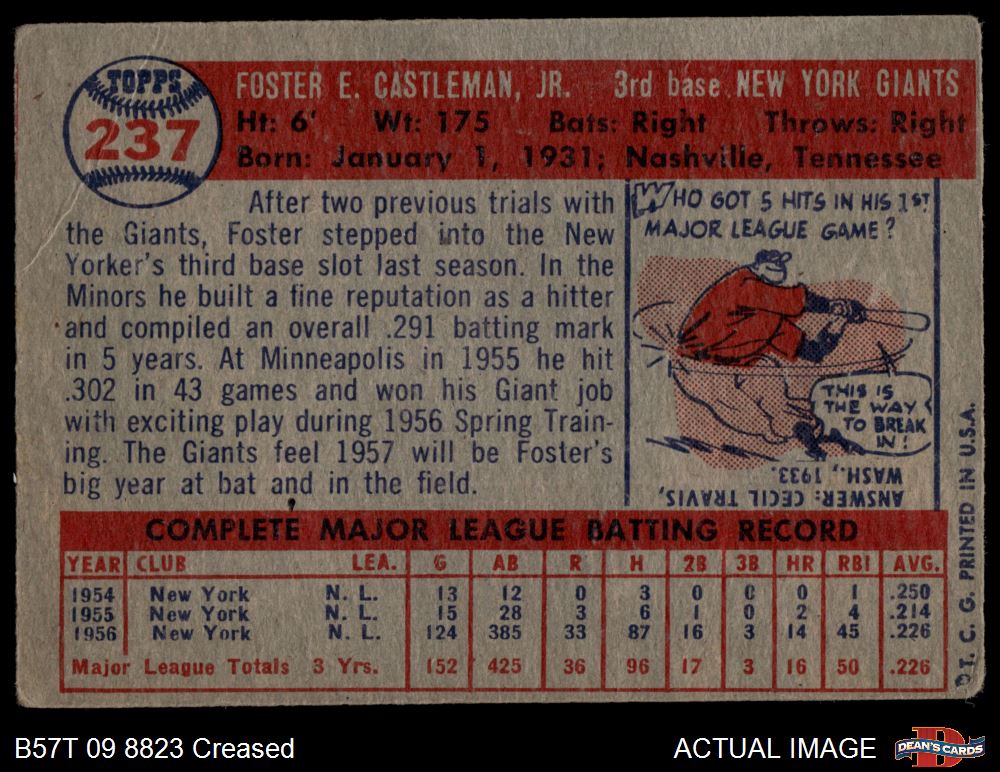 TOPPS
237
FOSTER E. CASTLEMAN, JR. 3rd base NEW YORK GIANTS
Ht: 6' Wt: 175 Bats: Right Throws: Right
Born: January 1, 1931; Nashville, Tennessee
After two previous trials with
the Giants, Foster stepped into the New
Yorker's third base slot last season. In the
Minors he built a fine reputation as a hitter
and compiled an overall .291 batting mark
in 5 years. At Minneapolis in 1955 he hit
.302 in 43 games and won his Giant job
with exciting play during 1956 Spring Train-
ing. The Giants feel 1957 will be Foster's
big year at bat and in the field.
WHO GOT 5 HITS IN HIS 1ST
MAJOR LEAGUE GAME?
THIS IS
THE WAY
TO BREAK
IN!
ANSWER: CECIL TRAVIS,
WASH., 1933.
COMPLETE MAJOR LEAGUE BATTING RECORD
YEAR CLUB LEA. G AB R H 2B 3B HR RBI AVG.
1954 New York N. L. 13 12 0 3 0 0 0 1 .250
1955 New York N. L. 15 28 3 6 1 0 2 4 .214
1956 New York N. L. 124 385 33 87 16 3 14 45 .226
Major League Totals 3 Yrs. 152 425 36 96 17 3 16 50 .226
©T. C. G. PRINTED IN U.S.A.
B57T 09 8823 Creased
ACTUAL IMAGE
DEAN'S CARDS